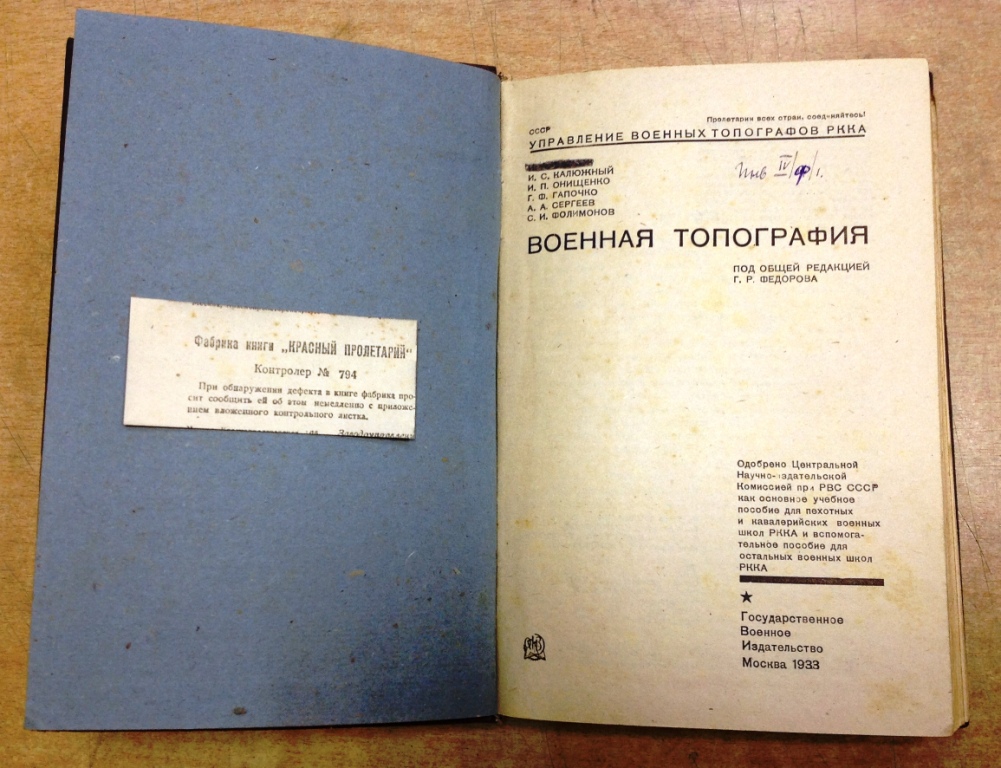 Фабрика книги „КРАСНЫЙ ПРОЛЕТАРИЙ"
Контролер № 794
При обнаружении дефекта в книге фабрика про-
сит сообщить ей об этом немедленно с приложе-
нием вложенного контрольного листка.
Пролетарии всех стран, соединяйтесь!
СССР
УПРАВЛЕНИЕ ВОЕННЫХ ТОПОГРАФОВ РККА
И. С. КАЛЮЖНЫЙ
И. П. ОНИЩЕНКО
Г. Ф. ГАПОЧКО
А. А. СЕРГЕЕВ
С. И. ФОЛИМОНОВ
Инв IV/ф/1.
ВОЕННАЯ ТОПОГРАФИЯ
ПОД ОБЩЕЙ РЕДАКЦИЕЙ
Г. Р. ФЕДОРОВА
Одобрено Центральной
Научно-издательской
Комиссией при РВС СССР
как основное учебное
пособие для пехотных
и кавалерийских военных
школ РККА и вспомога-
тельное пособие для
остальных военных школ
РККА
Государственное
Военное
Издательство
Москва 1933